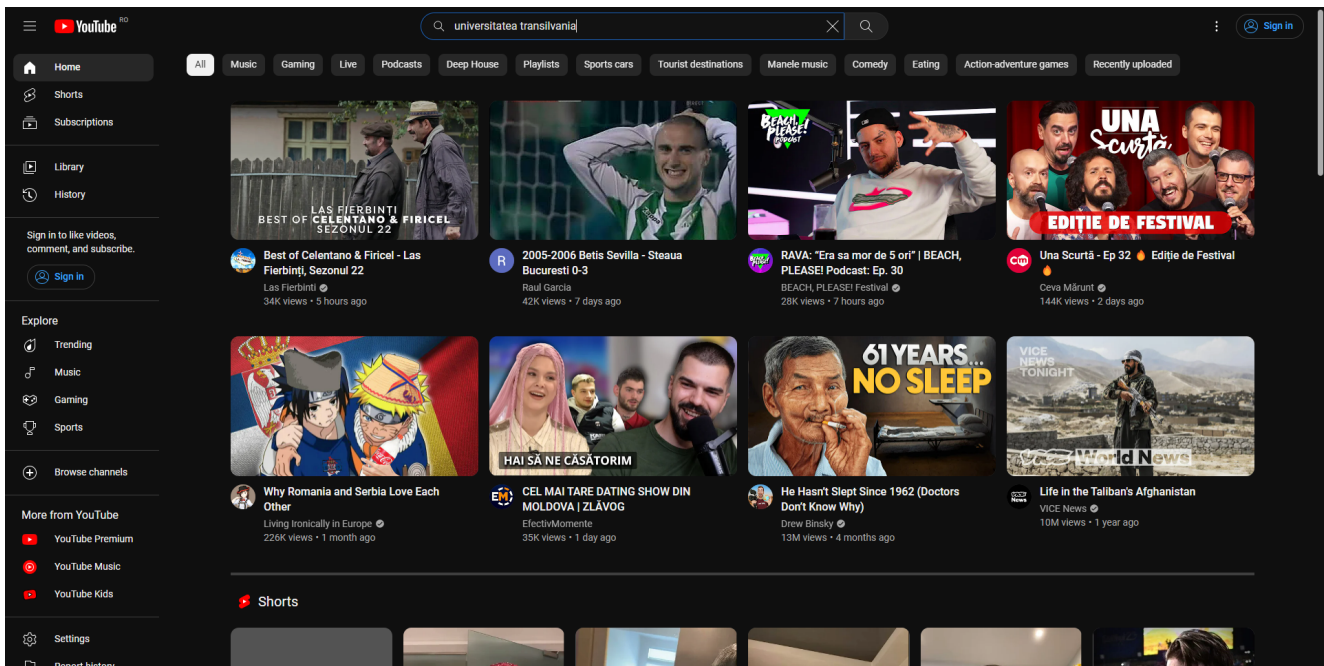 YouTube RO
universitatea transilvania
Sign in
Home
Shorts
Subscriptions
Library
History
Sign in to like videos,
comment, and subscribe.
Sign in
Explore
Trending
Music
Gaming
Sports
Browse channels
More from YouTube
YouTube Premium
YouTube Music
YouTube Kids
Settings
Report history
All Music Gaming Live Podcasts Deep House Playlists Sports cars Tourist destinations Manele music Comedy Eating Action-adventure games Recently uploaded
LAS FIERBINȚI
BEST OF CELENTANO & FIRICEL
SEZONUL 22
Best of Celentano & Firicel - Las
Fierbinți, Sezonul 22
Las Fierbinti
34K views • 5 hours ago
R
2005-2006 Betis Sevilla - Steaua
Bucuresti 0-3
Raul Garcia
42K views • 7 days ago
BEACH,
PLEASE!
PODCAST
RAVA: “Era sa mor de 5 ori” | BEACH,
PLEASE! Podcast: Ep. 30
BEACH, PLEASE! Festival
28K views • 7 hours ago
UNA
Scurtă
EDIȚIE DE FESTIVAL
cm
Una Scurtă - Ep 32 🔥 Ediție de Festival
🔥
Ceva Mărunt
144K views • 2 days ago
Why Romania and Serbia Love Each
Other
Living Ironically in Europe
226K views • 1 month ago
HAI SĂ NE CĂSĂTORIM
EM
CEL MAI TARE DATING SHOW DIN
MOLDOVA | ZLĂVOG
EfectivMomente
35K views • 1 day ago
61 YEARS...
NO SLEEP
He Hasn't Slept Since 1962 (Doctors
Don't Know Why)
Drew Binsky
13M views • 4 months ago
VICE
NEWS
TONIGHT
VICE World News
VICE
News
Life in the Taliban's Afghanistan
VICE News
10M views • 1 year ago
Shorts